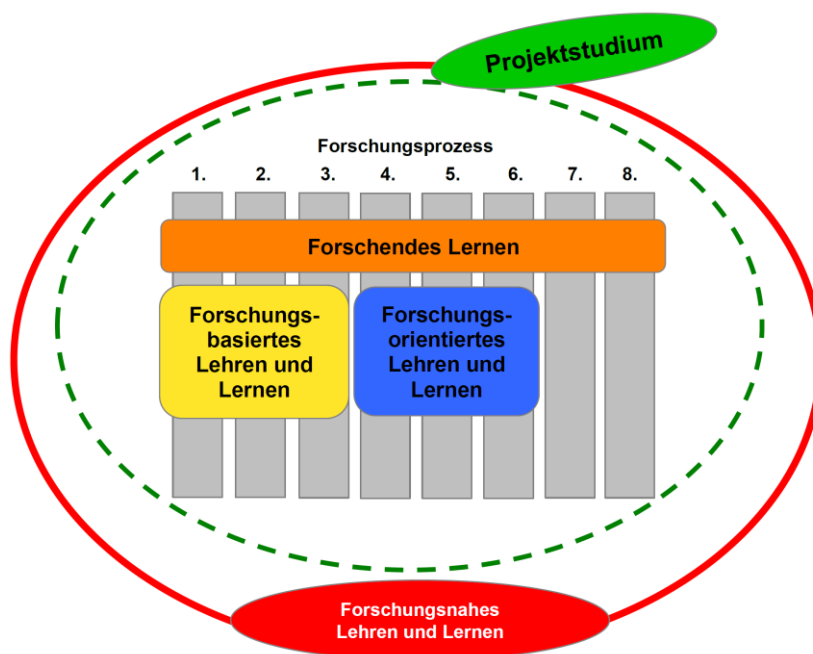 Projektstudium
Forschungsprozess
1. 2. 3. 4. 5. 6. 7. 8.
Forschendes Lernen
Forschungs-
basiertes
Lehren und
Lernen
Forschungs-
orientiertes
Lehren und
Lernen
Forschungsnahes
Lehren und Lernen